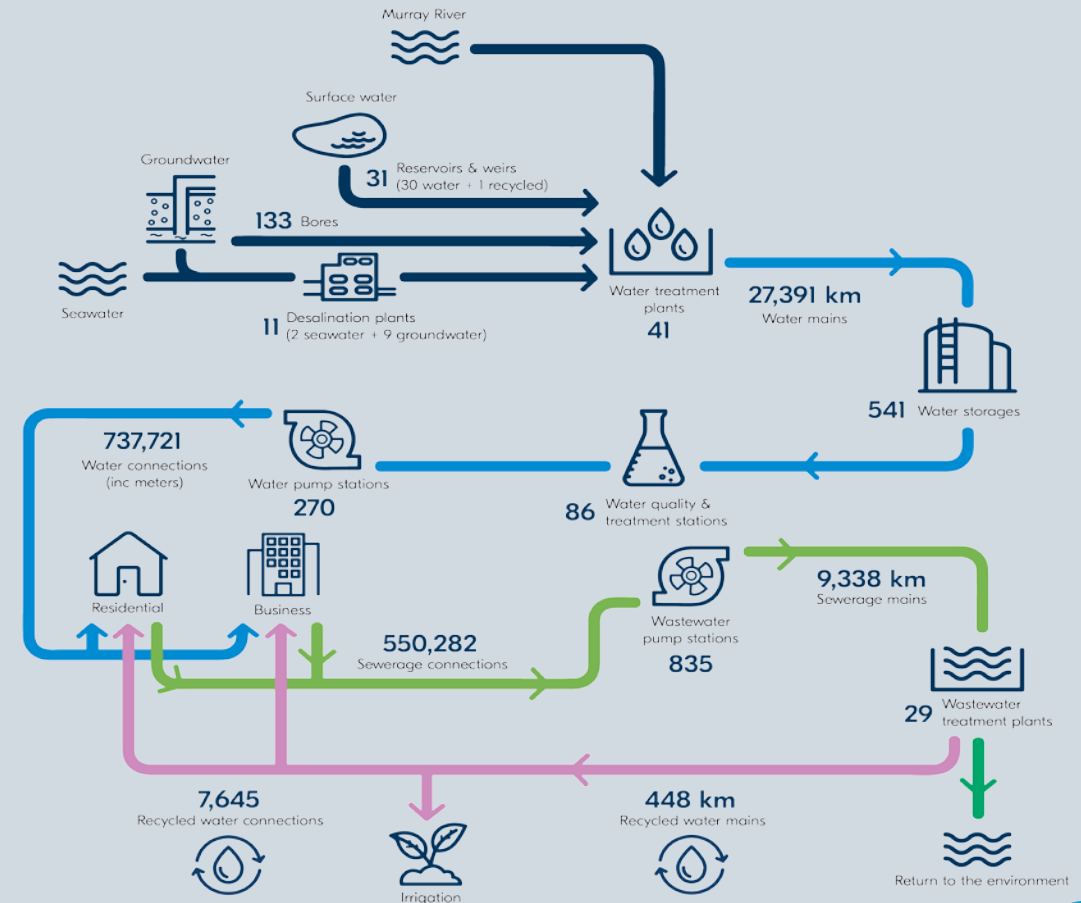 Murray River
Surface water
31 Reservoirs & weirs
(30 water + 1 recycled)
Groundwater
133 Bores
Seawater
11 Desalination plants
(2 seawater + 9 groundwater)
Water treatment
plants
41
27,391 km
Water mains
541 Water storages
737,721
Water connections
(inc meters)
Water pump stations
270
86 Water quality &
treatment stations
Residential
Business
550,282
Sewerage connections
Wastewater
pump stations
835
9,338 km
Sewerage mains
29 Wastewater
treatment plants
7,645
Recycled water connections
448 km
Recycled water mains
Irrigation
Return to the environment